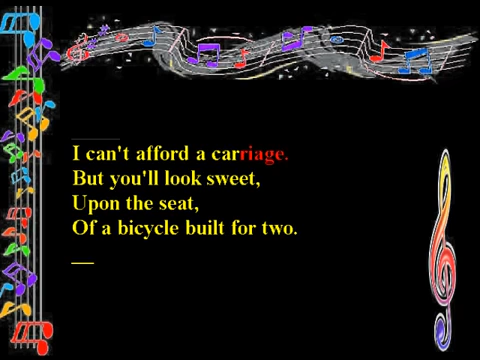 I can't afford a carriage.
But you'll look sweet,
Upon the seat,
Of a bicycle built for two.